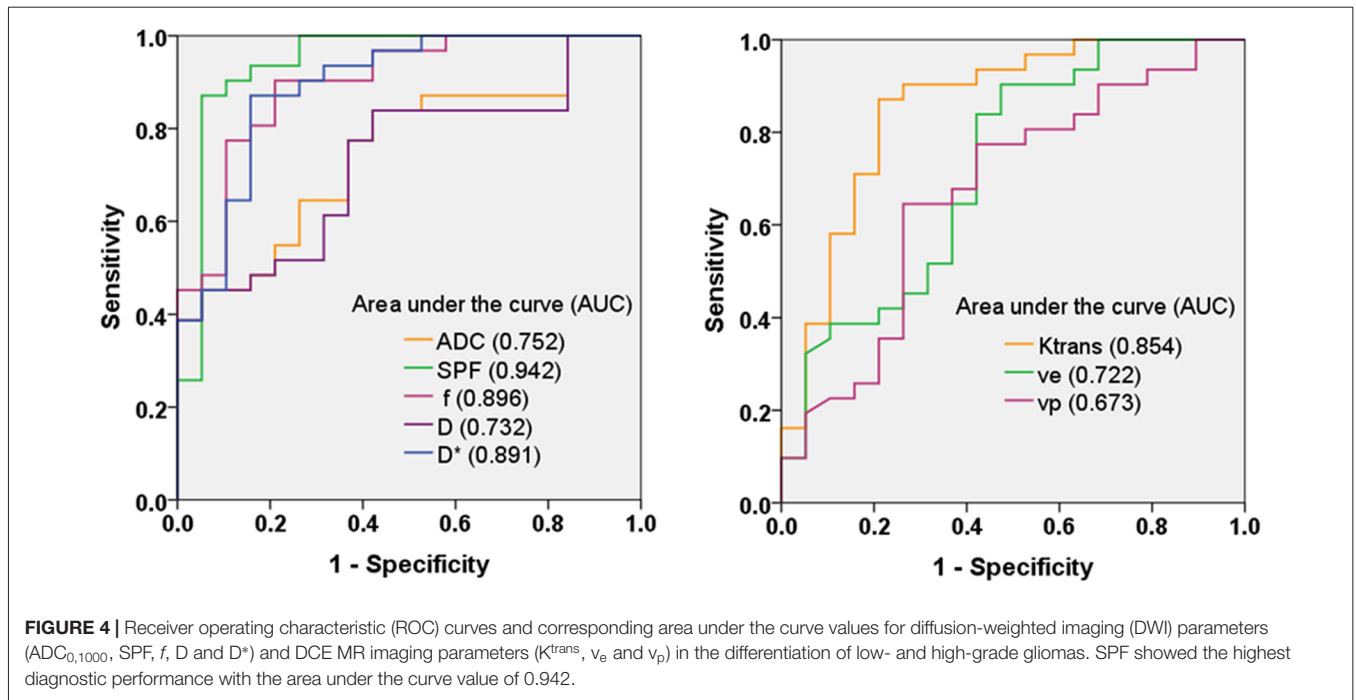 1.0
0.8
0.6
0.4
0.2
0.0
Sensitivity
Area under the curve (AUC)
ADC (0.752)
SPF (0.942)
f (0.896)
D (0.732)
D* (0.891)
0.0 0.2 0.4 0.6 0.8 1.0
1 - Specificity
1.0
0.8
0.6
0.4
0.2
0.0
Sensitivity
Area under the curve (AUC)
Ktrans (0.854)
ve (0.722)
vp (0.673)
0.0 0.2 0.4 0.6 0.8 1.0
1 - Specificity
FIGURE 4 | Receiver operating characteristic (ROC) curves and corresponding area under the curve values for diffusion-weighted imaging (DWI) parameters
(ADC0,1000, SPF, f, D and D*) and DCE MR imaging parameters (Ktrans, ve and vp) in the differentiation of low- and high-grade gliomas. SPF showed the highest
diagnostic performance with the area under the curve value of 0.942.